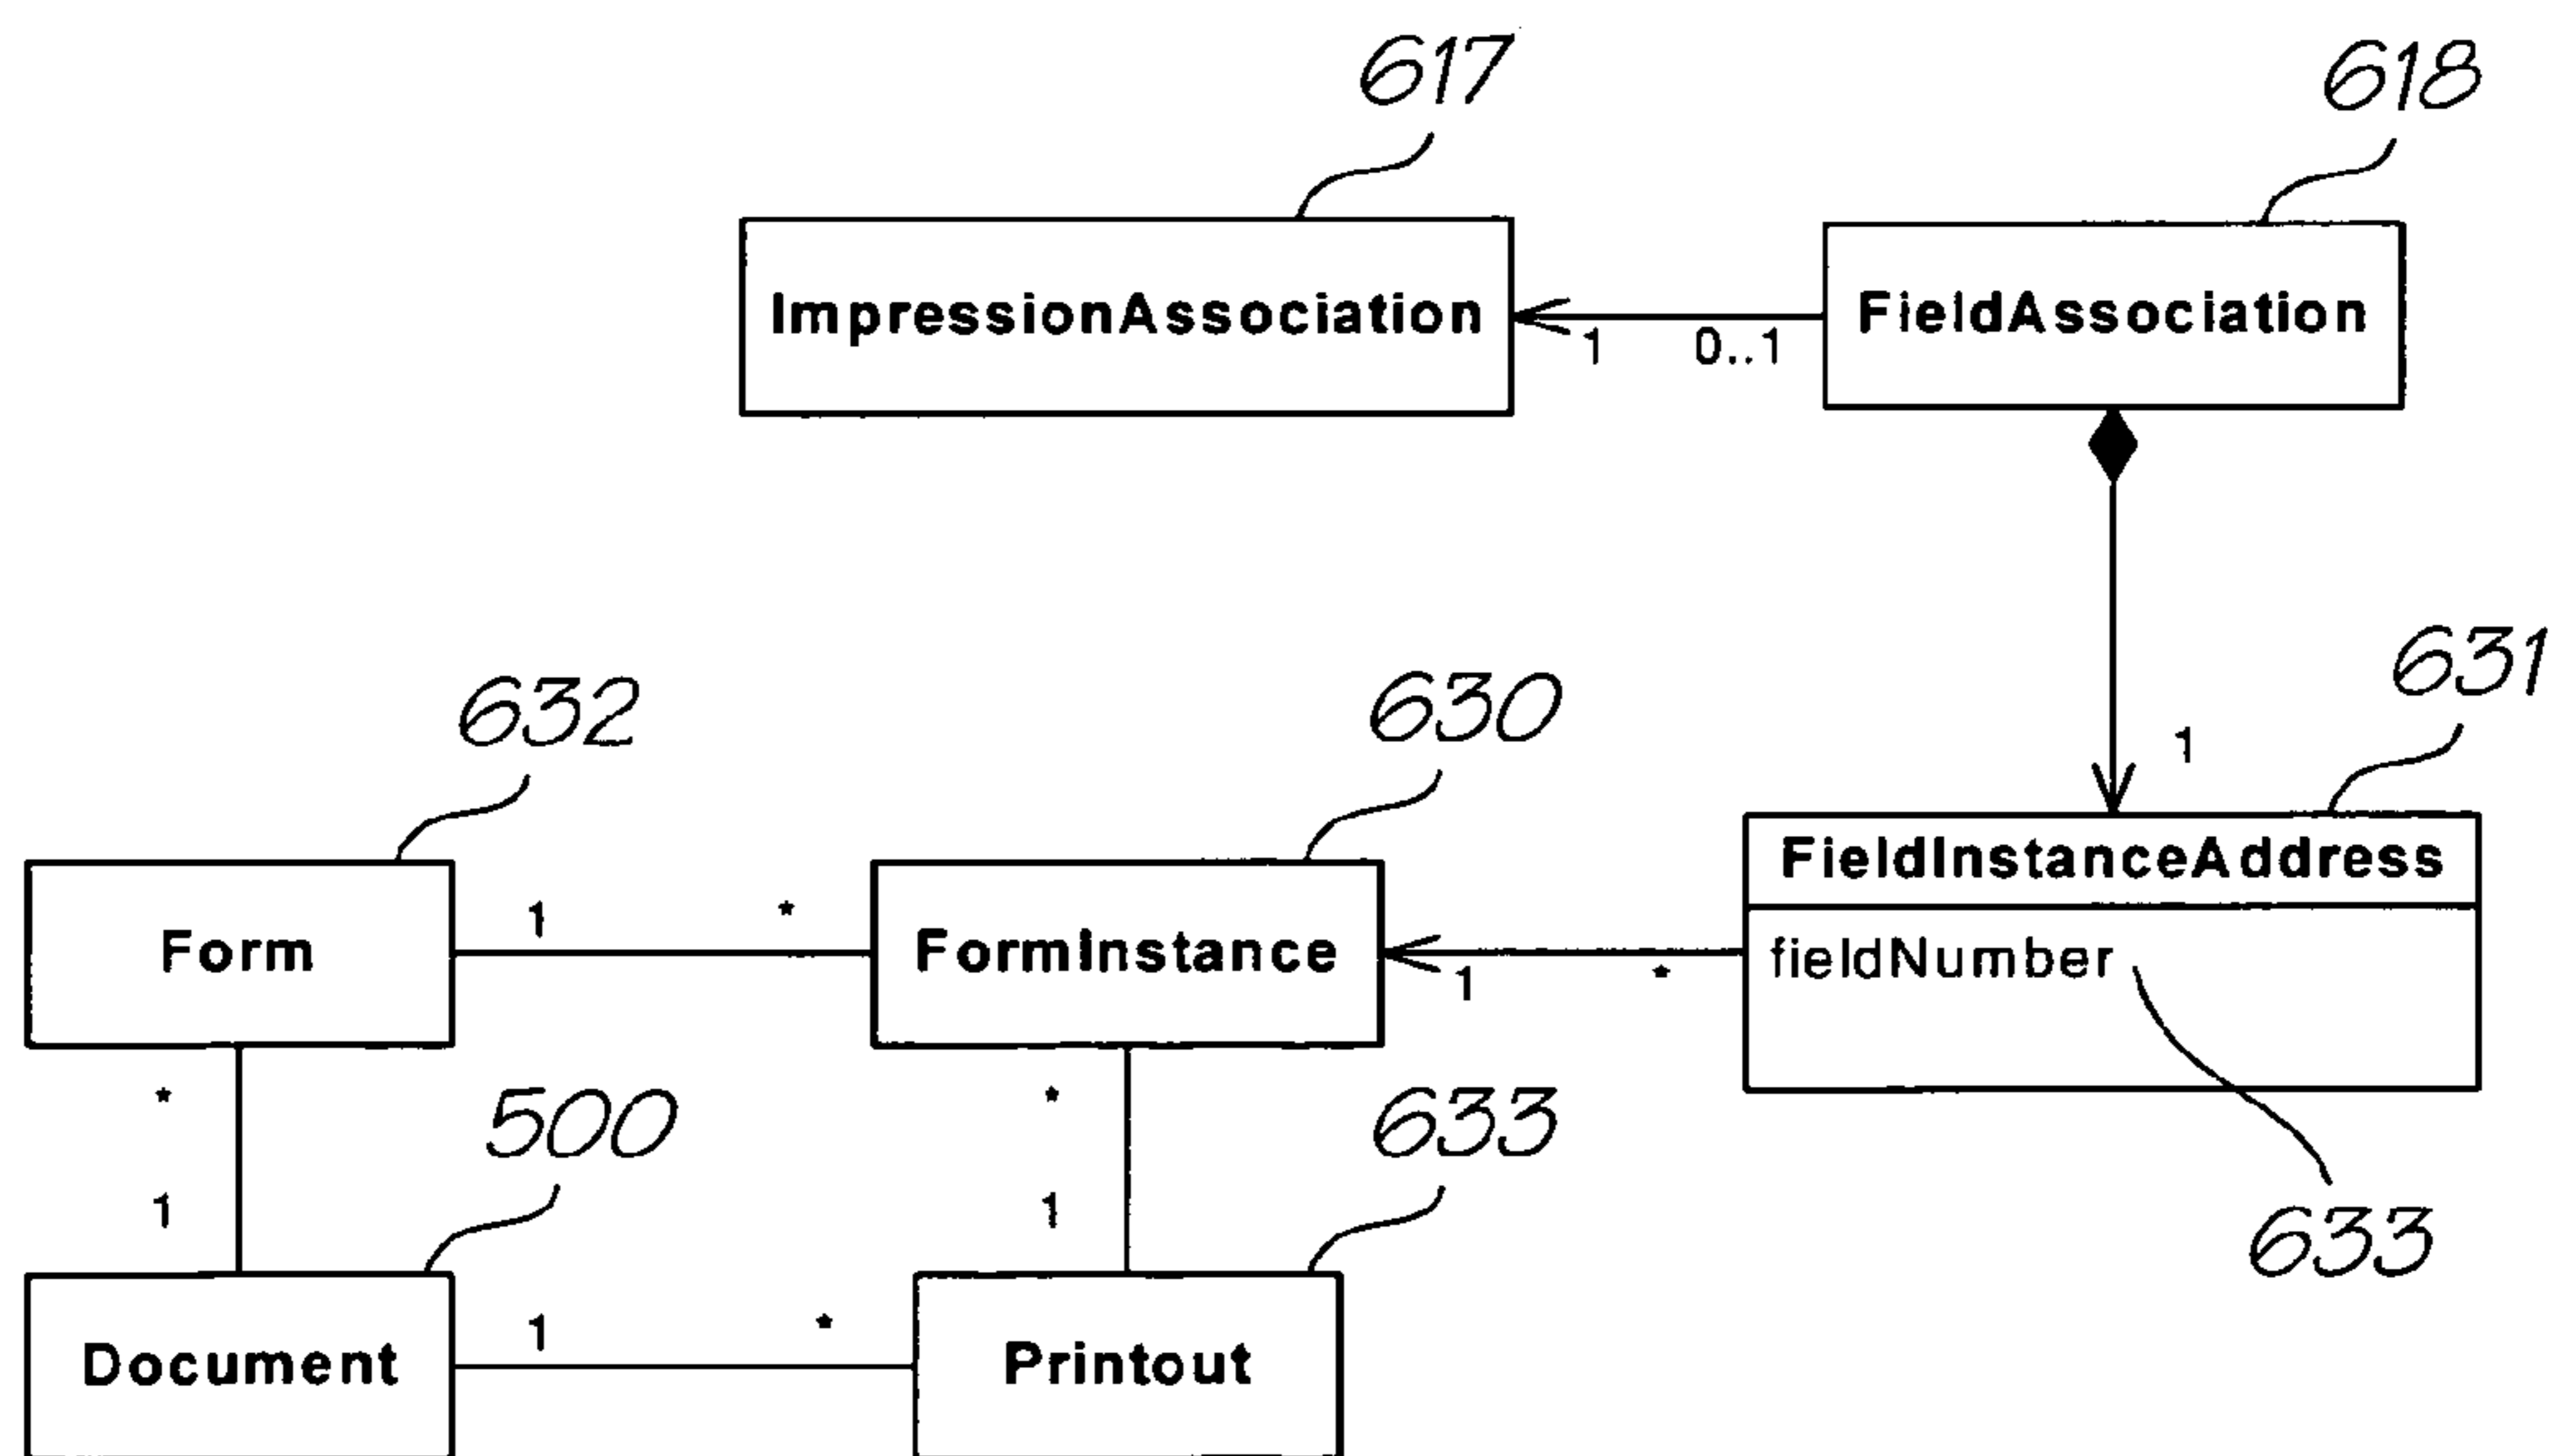 617
618
ImpressionAssociation
FieldAssociation
1
0..1
631
632
630
1
FieldInstanceAddress
1
*
Form
FormInstance
fieldNumber
1
*
*
500
*
633
1
1
633
1
*
Document
Printout